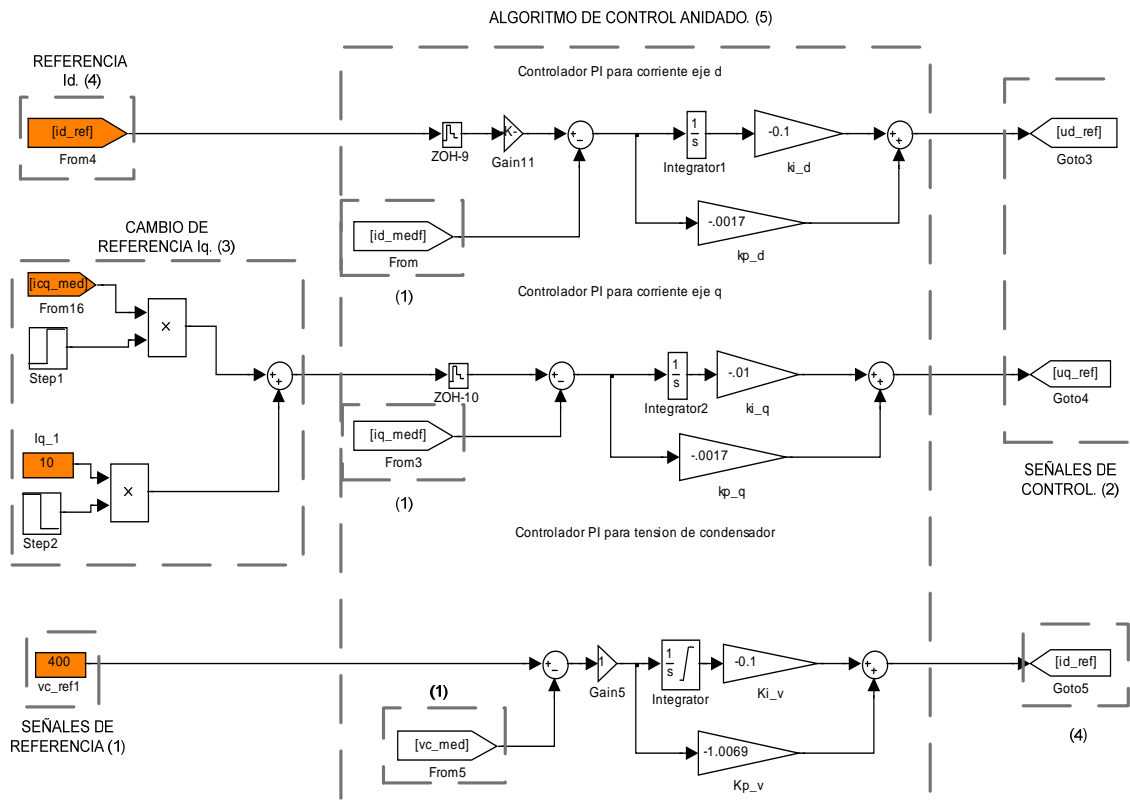 ALGORITMO DE CONTROL ANIDADO. (5)
REFERENCIA
Id. (4)
Controlador PI para corriente eje d
[id_ref]
From4
ZOH-9
K-
Gain11
+
-
1
s
Integrator1
-0.1
ki_d
+
+
[ud_ref]
Goto3
-.0017
kp_d
[id_medf]
From
(1)
CAMBIO DE
REFERENCIA Iq. (3)
[icq_med]
From16
Step1
X
Controlador PI para corriente eje q
+
+
ZOH-10
+
-
1
s
Integrator2
-.01
ki_q
+
+
[uq_ref]
Goto4
[iq_medf]
From3
(1)
-.0017
kp_q
Iq_1
10
Step2
X
SEÑALES DE
CONTROL. (2)
Controlador PI para tension de condensador
400
vc_ref1
SEÑALES DE
REFERENCIA (1)
+
-
1
Gain5
1
s
Integrator
-0.1
Ki_v
+
+
[id_ref]
Goto5
(4)
(1)
[vc_med]
From5
-1.0069
Kp_v